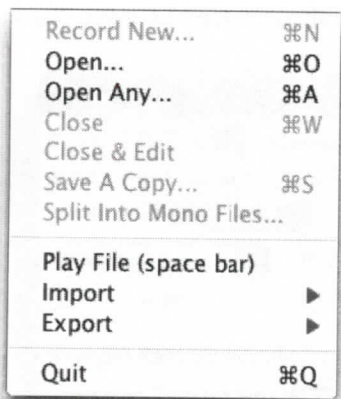 Record New... ⌘N
Open... ⌘O
Open Any... ⌘A
Close ⌘W
Close & Edit
Save A Copy... ⌘S
Split Into Mono Files...
Play File (space bar)
Import ▶
Export ▶
Quit ⌘Q